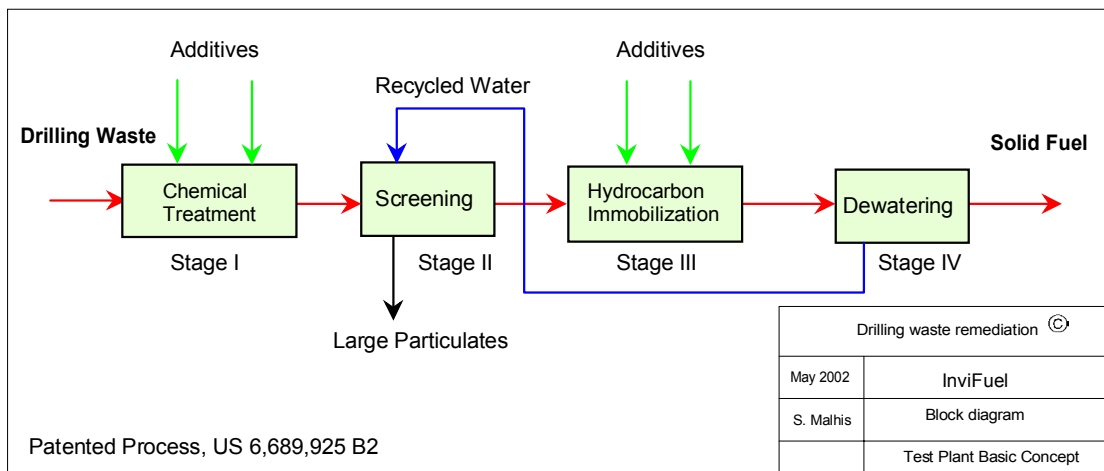 Additives
Additives
Recycled Water
Drilling Waste
Solid Fuel
Chemical
Treatment
Screening
Hydrocarbon
Immobilization
Dewatering
Stage I
Stage II
Stage III
Stage IV
Large Particulates
Drilling waste remediation ©
May 2002
InviFuel
S. Malhis
Block diagram
Test Plant Basic Concept
Patented Process, US 6,689,925 B2